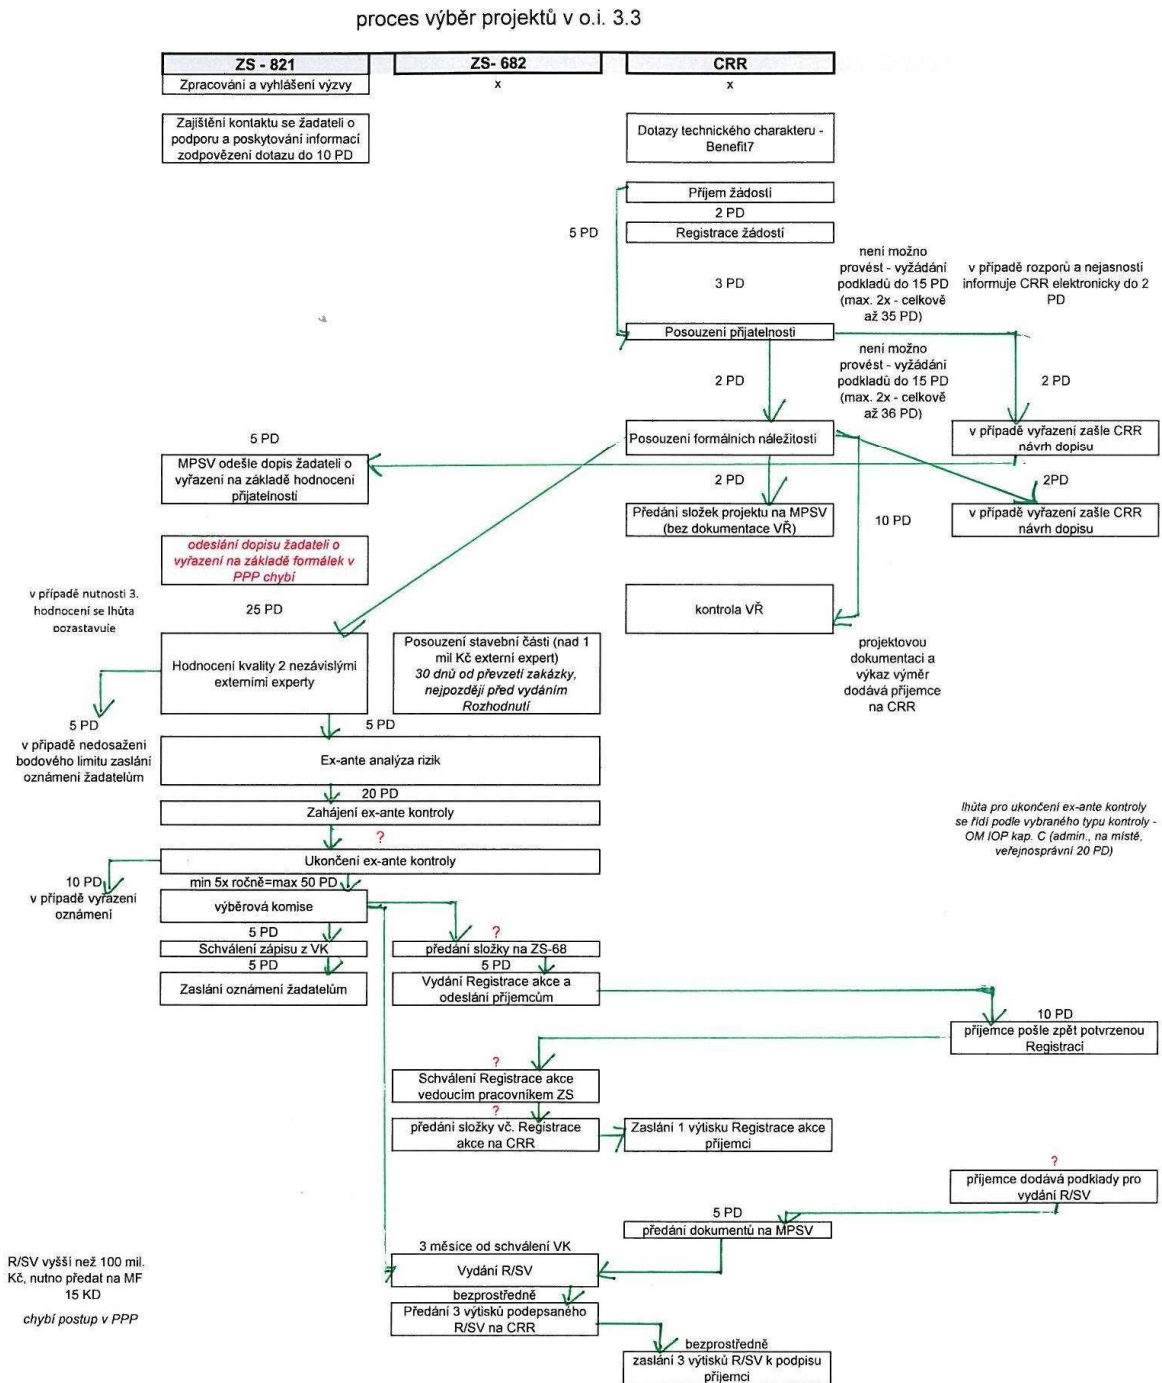 proces výběr projektů v o.i. 3.3
ZS - 821
ZS- 682
CRR
Zpracování a vyhlášení výzvy
x
x
Zajištění kontaktu se žadateli o
podporu a poskytování informací
zodpovězení dotazu do 10 PD
Dotazy technického charakteru -
Benefit7
Příjem žádostí
2 PD
5 PD
Registrace žádostí
3 PD
není možno
provést - vyžádání
podkladů do 15 PD
(max. 2x - celkově
až 35 PD)
v případě rozporů a nejasností
informuje CRR elektronicky do 2
PD
Posouzení přijatelnosti
2 PD
není možno
provést - vyžádání
podkladů do 15 PD
(max. 2x - celkově
až 36 PD)
2 PD
5 PD
Posouzení formálních náležitostí
v případě vyřazení zašle CRR
návrh dopisu
MPSV odešle dopis žadateli o
vyřazení na základě hodnocení
přijatelnosti
2 PD
2PD
Předání složek projektu na MPSV
(bez dokumentace VŘ)
10 PD
v případě vyřazení zašle CRR
návrh dopisu
odeslání dopisu žadateli o
vyřazení na základě formálek v
PPP chybí
v případě nutnosti 3.
hodnocení se lhůta
pozastavuje
25 PD
kontrola VŘ
Hodnocení kvality 2 nezávislými
externími experty
Posouzení stavební části (nad 1
mil Kč externí expert)
30 dnů od převzetí zakázky,
nejpozději před vydáním
Rozhodnutí
projektovou
dokumentaci a
výkaz výměr
dodává příjemce
na CRR
5 PD
v případě nedosažení
bodového limitu zaslání
oznámení žadatelům
5 PD
Ex-ante analýza rizik
20 PD
Zahájení ex-ante kontroly
lhůta pro ukončení ex-ante kontroly
se řídí podle vybraného typu kontroly -
OM IOP kap. C (admin., na místě,
veřejnosprávní 20 PD)
?
Ukončení ex-ante kontroly
10 PD
v případě vyřazení
oznámení
min 5x ročně=max 50 PD
výběrová komise
5 PD
?
Schválení zápisu z VK
předání složky na ZS-68
5 PD
5 PD
Zaslání oznámení žadatelům
Vydání Registrace akce a
odeslání příjemcům
10 PD
příjemce pošle zpět potvrzenou
Registraci
?
Schválení Registrace akce
vedoucím pracovníkem ZS
?
předání složky vč. Registrace
akce na CRR
Zaslání 1 výtisku Registrace akce
příjemci
?
příjemce dodává podklady pro
vydání R/SV
5 PD
předání dokumentů na MPSV
3 měsíce od schválení VK
Vydání R/SV
R/SV vyšší než 100 mil.
Kč, nutno předat na MF
15 KD
chybí postup v PPP
bezprostředně
Předání 3 výtisků podepsaného
R/SV na CRR
bezprostředně
zaslání 3 výtisků R/SV k podpisu
příjemci